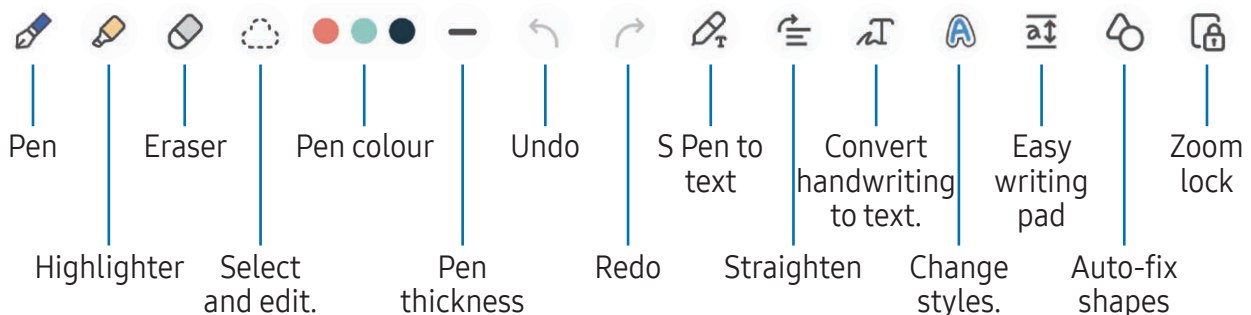 Pen
Eraser
Pen colour
Undo
S Pen to
text
Convert
handwriting
to text.
Easy
writing
pad
Zoom
lock
Highlighter
Select
and edit.
Pen
thickness
Redo
Straighten
Change
styles.
Auto-fix
shapes